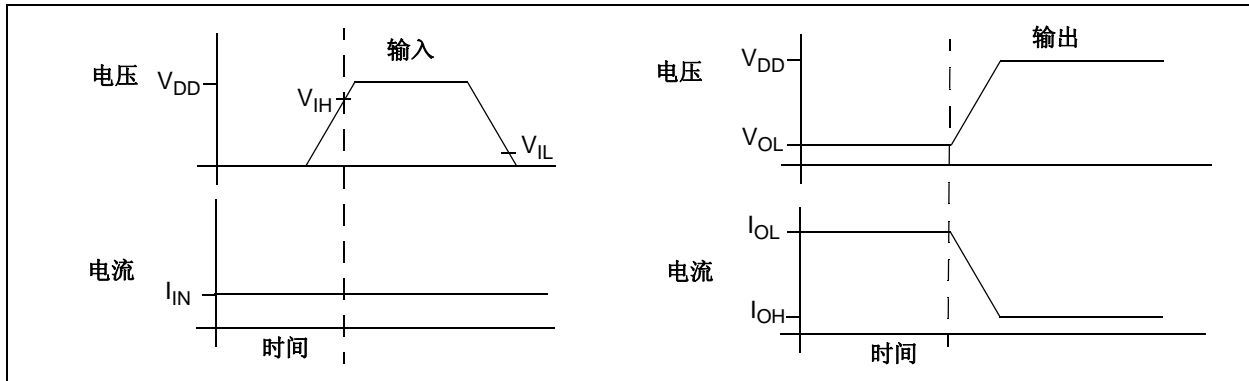 输入
电压
V_DD
V_IH
V_IL
电流
I_IN
时间
输出
电压
V_DD
V_OL
I_OL
电流
I_OH
时间